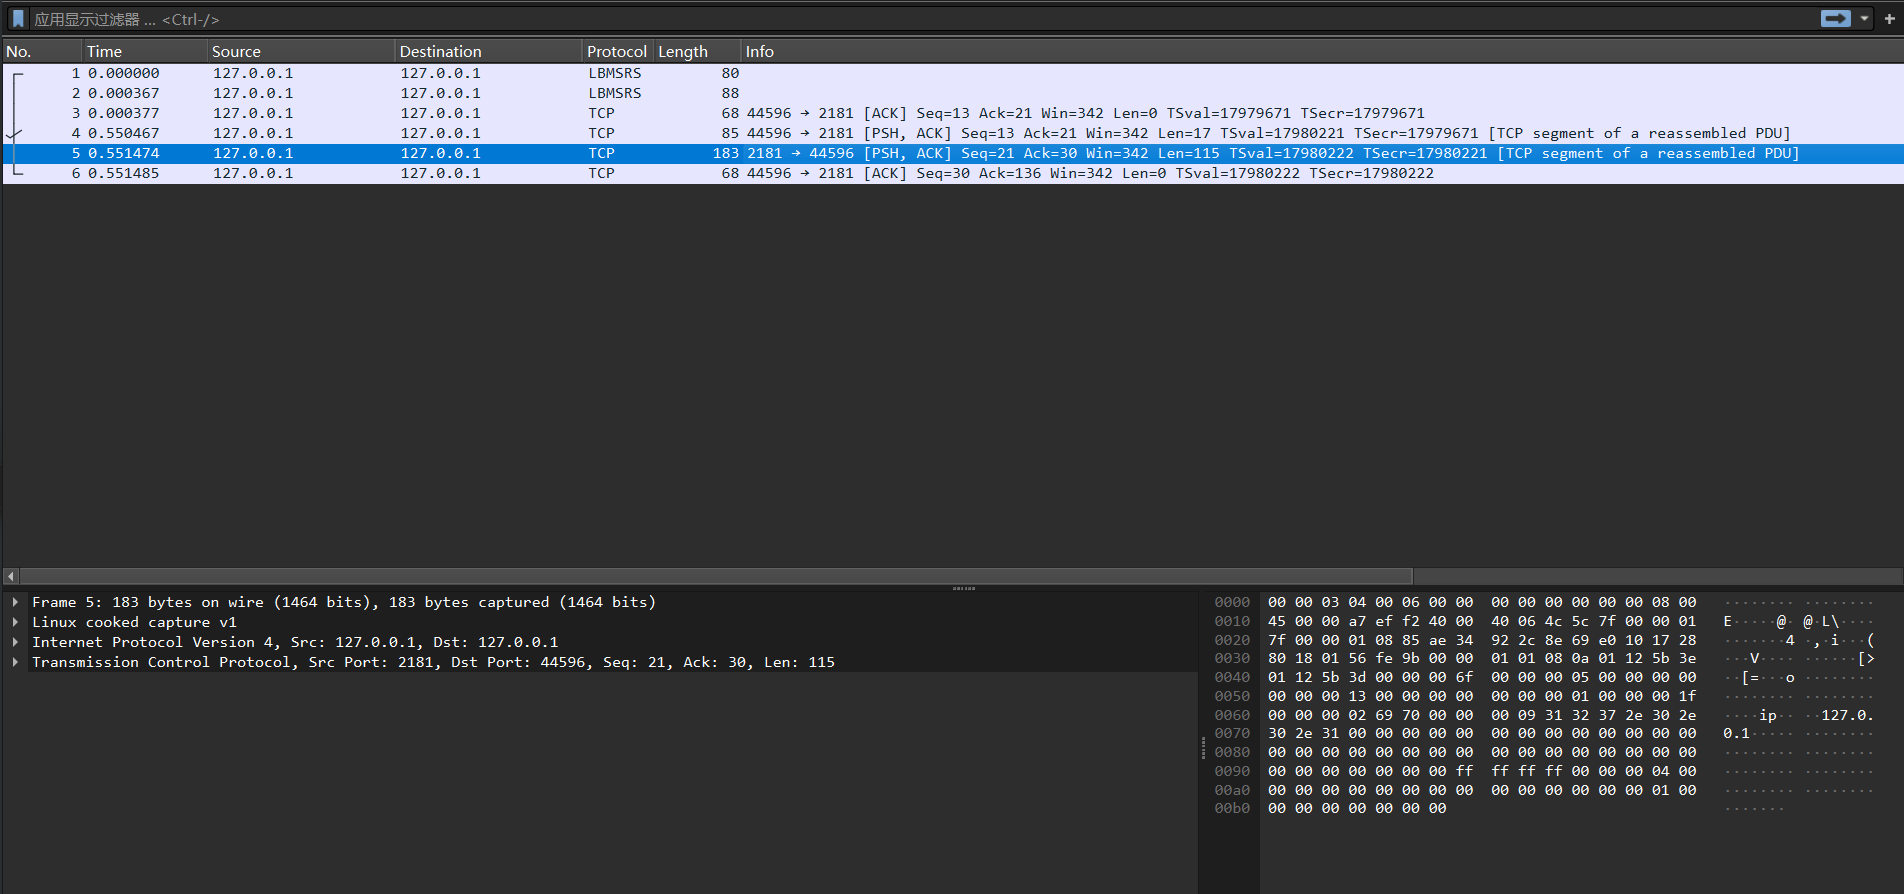 应用显示过滤器 … <Ctrl-/>
No. Time Source Destination Protocol Length Info
1 0.000000 127.0.0.1 127.0.0.1 LBMSRS 80
2 0.000367 127.0.0.1 127.0.0.1 LBMSRS 88
3 0.000377 127.0.0.1 127.0.0.1 TCP 68 44596 → 2181 [ACK] Seq=13 Ack=21 Win=342 Len=0 TSval=17979671 TSecr=17979671
4 0.550467 127.0.0.1 127.0.0.1 TCP 85 44596 → 2181 [PSH, ACK] Seq=13 Ack=21 Win=342 Len=17 TSval=17980221 TSecr=17979671 [TCP segment of a reassembled PDU]
5 0.551474 127.0.0.1 127.0.0.1 TCP 183 2181 → 44596 [PSH, ACK] Seq=21 Ack=30 Win=342 Len=115 TSval=17980222 TSecr=17980221 [TCP segment of a reassembled PDU]
6 0.551485 127.0.0.1 127.0.0.1 TCP 68 44596 → 2181 [ACK] Seq=30 Ack=136 Win=342 Len=0 TSval=17980222 TSecr=17980222
Frame 5: 183 bytes on wire (1464 bits), 183 bytes captured (1464 bits)
Linux cooked capture v1
Internet Protocol Version 4, Src: 127.0.0.1, Dst: 127.0.0.1
Transmission Control Protocol, Src Port: 2181, Dst Port: 44596, Seq: 21, Ack: 30, Len: 115
0000 00 00 03 04 00 06 00 00 00 00 00 00 00 00 08 00 ········ ········
0010 45 00 00 a7 ef f2 40 00 40 06 4c 5c 7f 00 00 01 E·····@· @·L\····
0020 7f 00 00 01 08 85 ae 34 92 2c 8e 69 e0 10 17 28 ·······4 ·,·i···(
0030 80 18 01 56 fe 9b 00 00 01 01 08 0a 01 12 5b 3e ···V···· ······[>
0040 01 12 5b 3d 00 00 00 6f 00 00 00 05 00 00 00 00 ··[=···o ········
0050 00 00 00 13 00 00 00 00 00 00 00 01 00 00 00 1f ········ ········
0060 00 00 00 02 69 70 00 00 00 09 31 32 37 2e 30 2e ····ip·· ··127.0.
0070 30 2e 31 00 00 00 00 00 00 00 00 00 00 00 00 00 0.1····· ········
0080 00 00 00 00 00 00 00 00 00 00 00 00 00 00 00 00 ········ ········
0090 00 00 00 00 00 00 00 ff ff ff ff 00 00 00 04 00 ········ ········
00a0 00 00 00 00 00 00 00 00 00 00 00 00 00 00 01 00 ········ ········
00b0 00 00 00 00 00 00 00 ·······